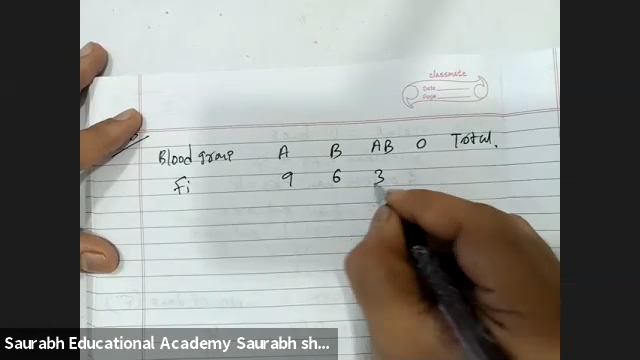 classmate
Date
Page
Blood group A B AB O Total.
fi 9 6 3
Saurabh Educational Academy Saurabh sh...